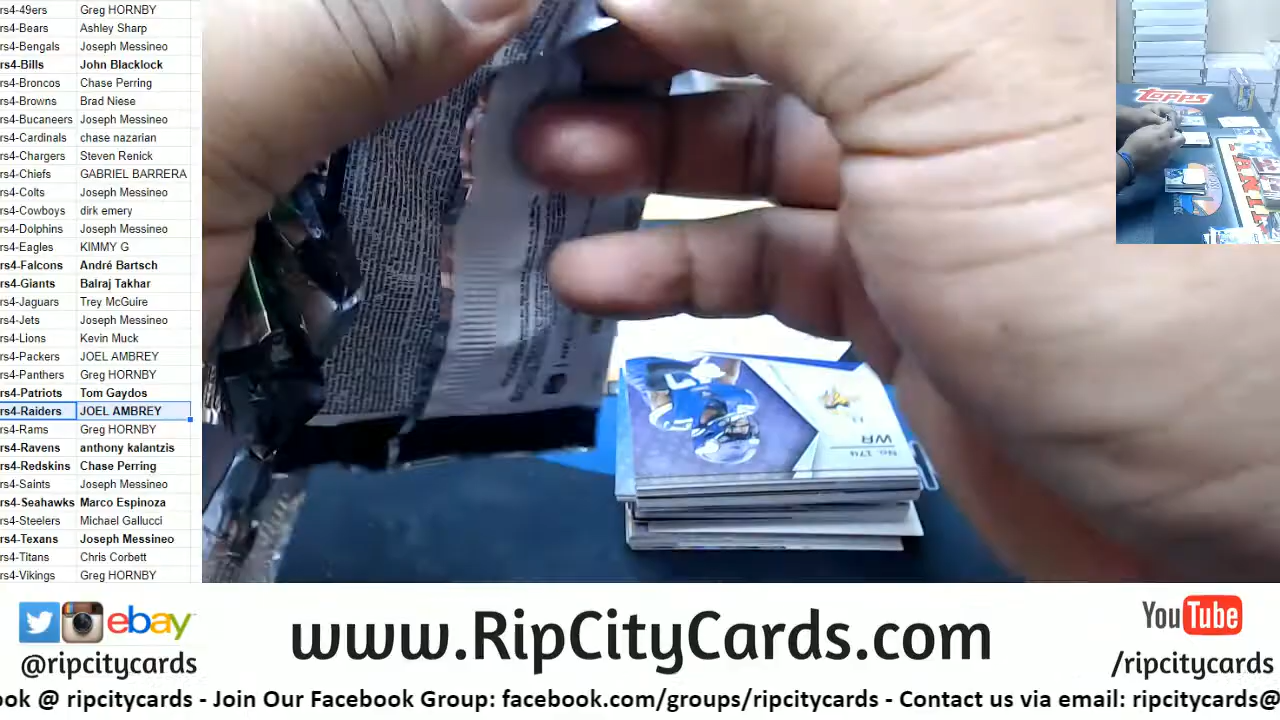 rs4-49ers Greg HORNBY
rs4-Bears Ashley Sharp
rs4-Bengals Joseph Messineo
rs4-Bills John Blacklock
rs4-Broncos Chase Perring
rs4-Browns Brad Niese
rs4-Bucaneers Joseph Messineo
rs4-Cardinals chase nazarian
rs4-Chargers Steven Renick
rs4-Chiefs GABRIEL BARRERA
rs4-Colts Joseph Messineo
rs4-Cowboys dirk emery
rs4-Dolphins Joseph Messineo
rs4-Eagles KIMMY G
rs4-Falcons André Bartsch
rs4-Giants Balraj Takhar
rs4-Jaguars Trey McGuire
rs4-Jets Joseph Messineo
rs4-Lions Kevin Muck
rs4-Packers JOEL AMBREY
rs4-Panthers Greg HORNBY
rs4-Patriots Tom Gaydos
rs4-Raiders JOEL AMBREY
rs4-Rams Greg HORNBY
rs4-Ravens anthony kalantzis
rs4-Redskins Chase Perring
rs4-Saints Joseph Messineo
rs4-Seahawks Marco Espinoza
rs4-Steelers Michael Gallucci
rs4-Texans Joseph Messineo
rs4-Titans Chris Corbett
rs4-Vikings Greg HORNBY
TOPPS
WR
No. 174
ebay
@ripcitycards
www.RipCityCards.com
YouTube
/ripcitycards
ook @ ripcitycards - Join Our Facebook Group: facebook.com/groups/ripcitycards - Contact us via email: ripcitycards@